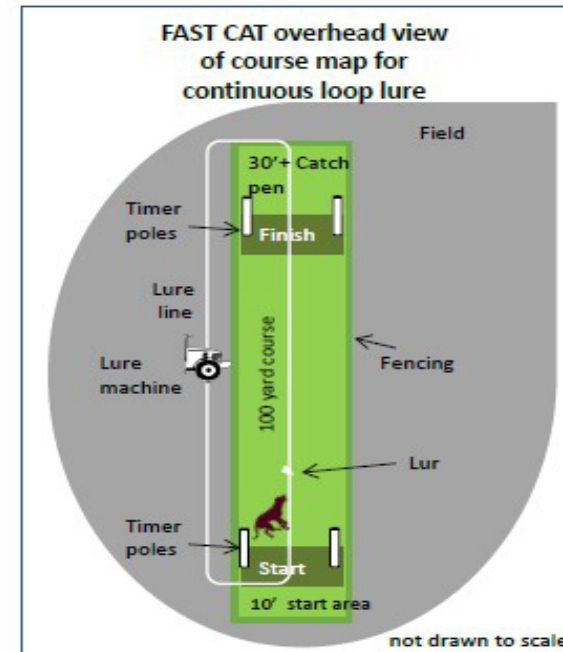 FAST CAT overhead view
of course map for
continuous loop lure
Field
30'+ Catch
pen
Timer
poles
Finish
Lure
line
100 yard course
Lure
machine
Fencing
Lur
Timer
poles
Start
10' start area
not drawn to scale